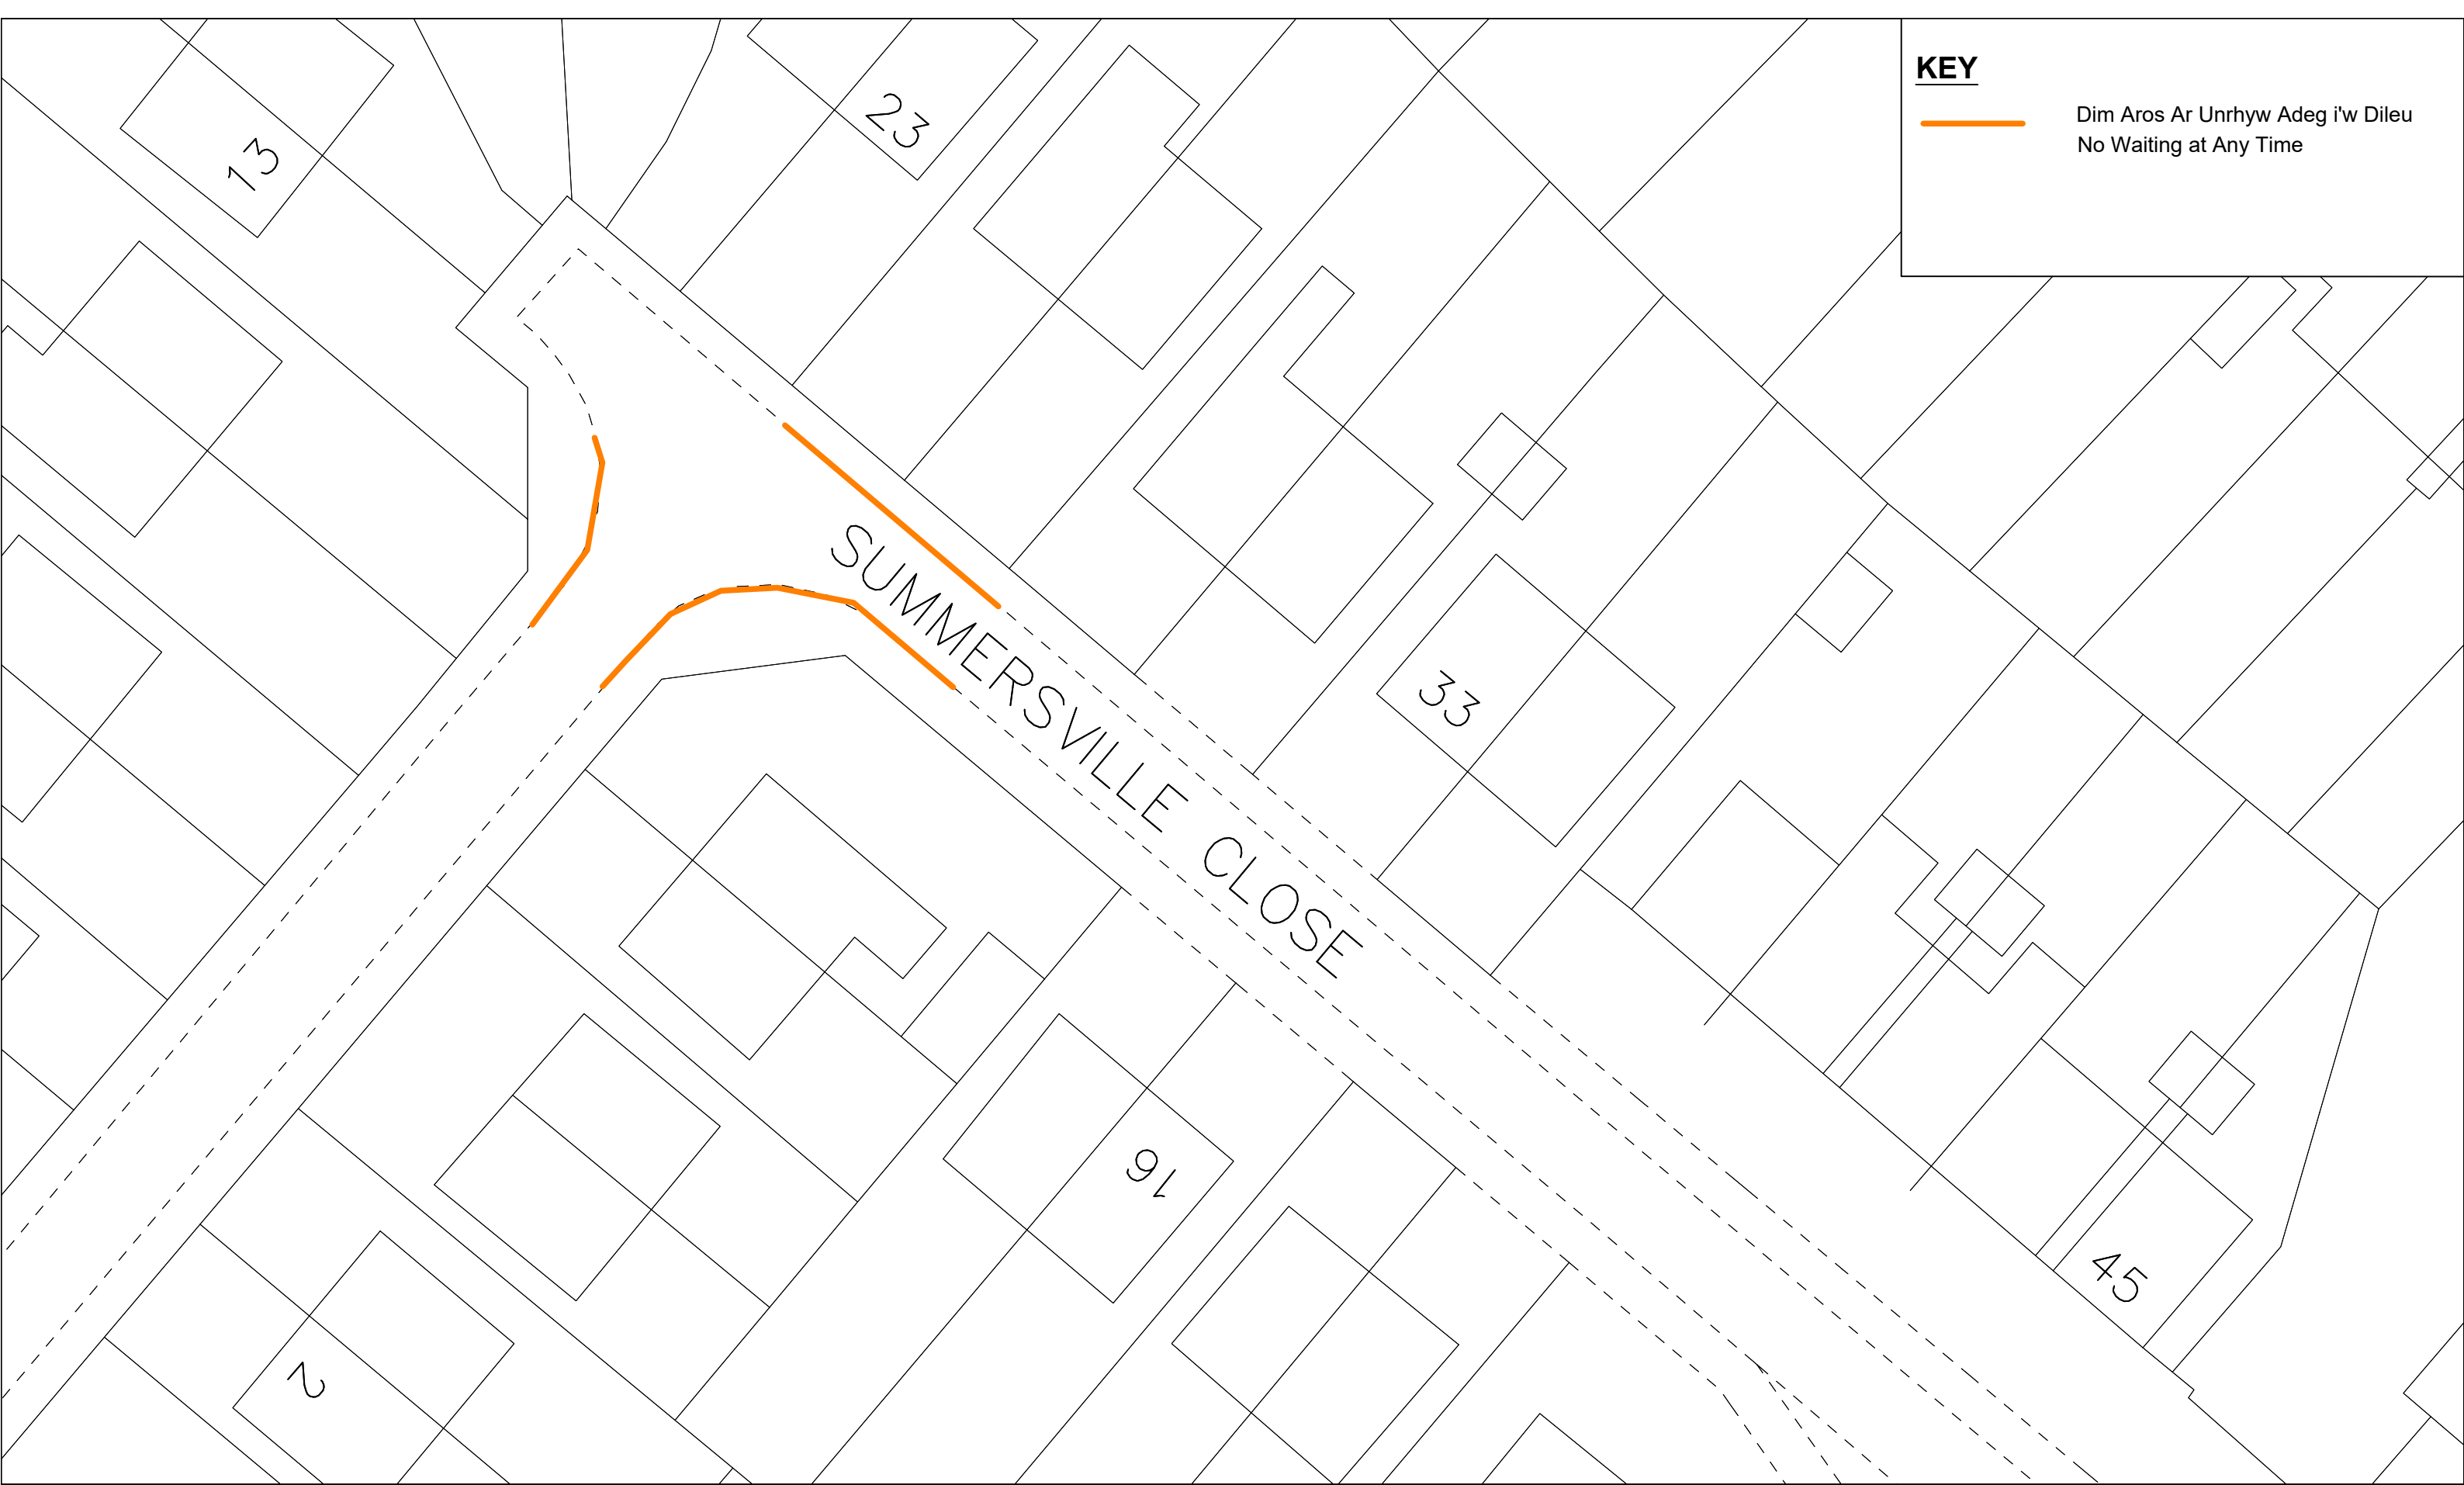 KEY
Dim Aros Ar Unrhyw Adeg i'w Dileu
No Waiting at Any Time
13
23
SUMMERSVILLE CLOSE
33
16
45
2